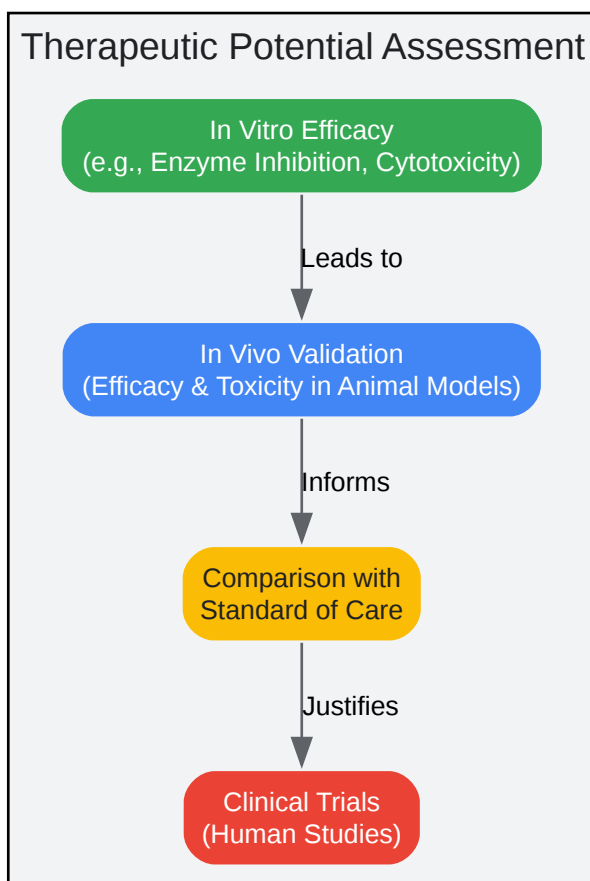 Therapeutic Potential Assessment
In Vitro Efficacy
(e.g., Enzyme Inhibition, Cytotoxicity)
Leads to
In Vivo Validation
(Efficacy & Toxicity in Animal Models)
Informs
Comparison with
Standard of Care
Justifies
Clinical Trials
(Human Studies)